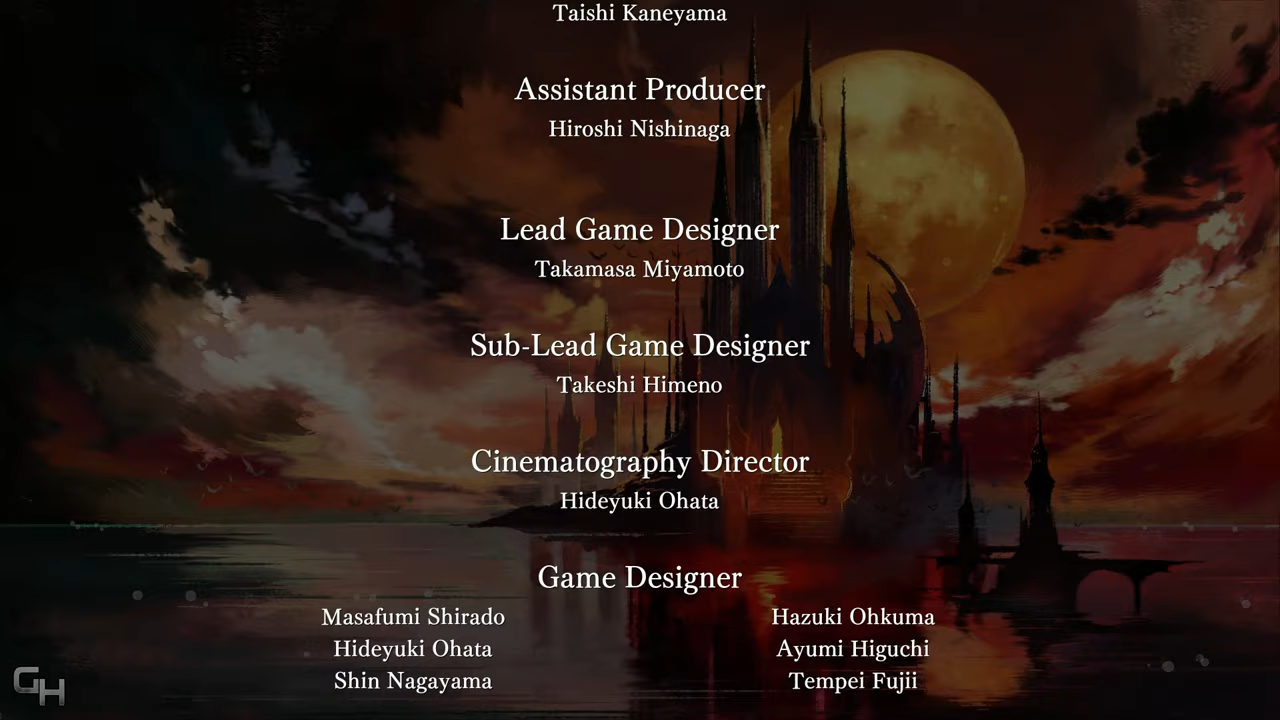 Taishi Kaneyama
Assistant Producer
Hiroshi Nishinaga
Lead Game Designer
Takamasa Miyamoto
Sub-Lead Game Designer
Takeshi Himeno
Cinematography Director
Hideyuki Ohata
Game Designer
Masafumi Shirado
Hideyuki Ohata
Shin Nagayama
Hazuki Ohkuma
Ayumi Higuchi
Tempei Fujii
GH